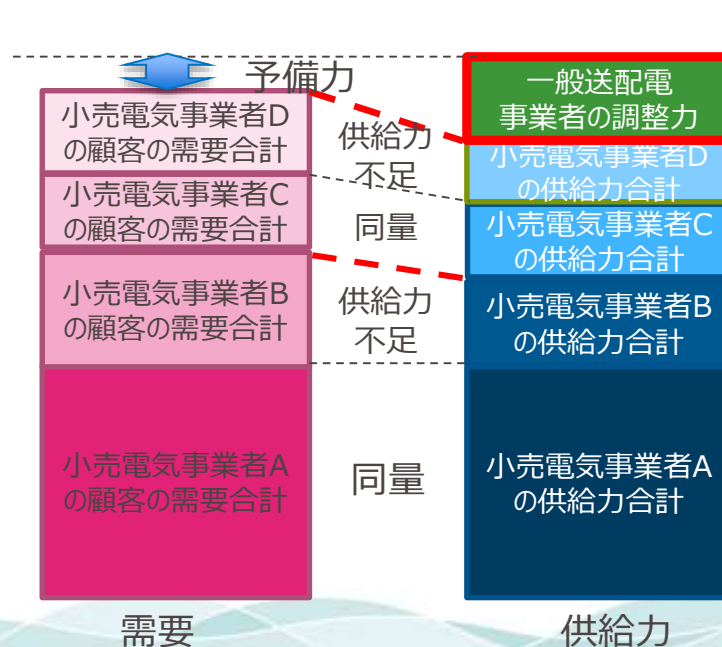 予備力
小売電気事業者D
の顧客の需要合計
小売電気事業者C
の顧客の需要合計
小売電気事業者B
の顧客の需要合計
小売電気事業者A
の顧客の需要合計
需要
供給力
不足
同量
供給力
不足
同量
一般送配電
事業者の調整力
小売電気事業者D
の供給力合計
小売電気事業者C
の供給力合計
小売電気事業者B
の供給力合計
小売電気事業者A
の供給力合計
供給力